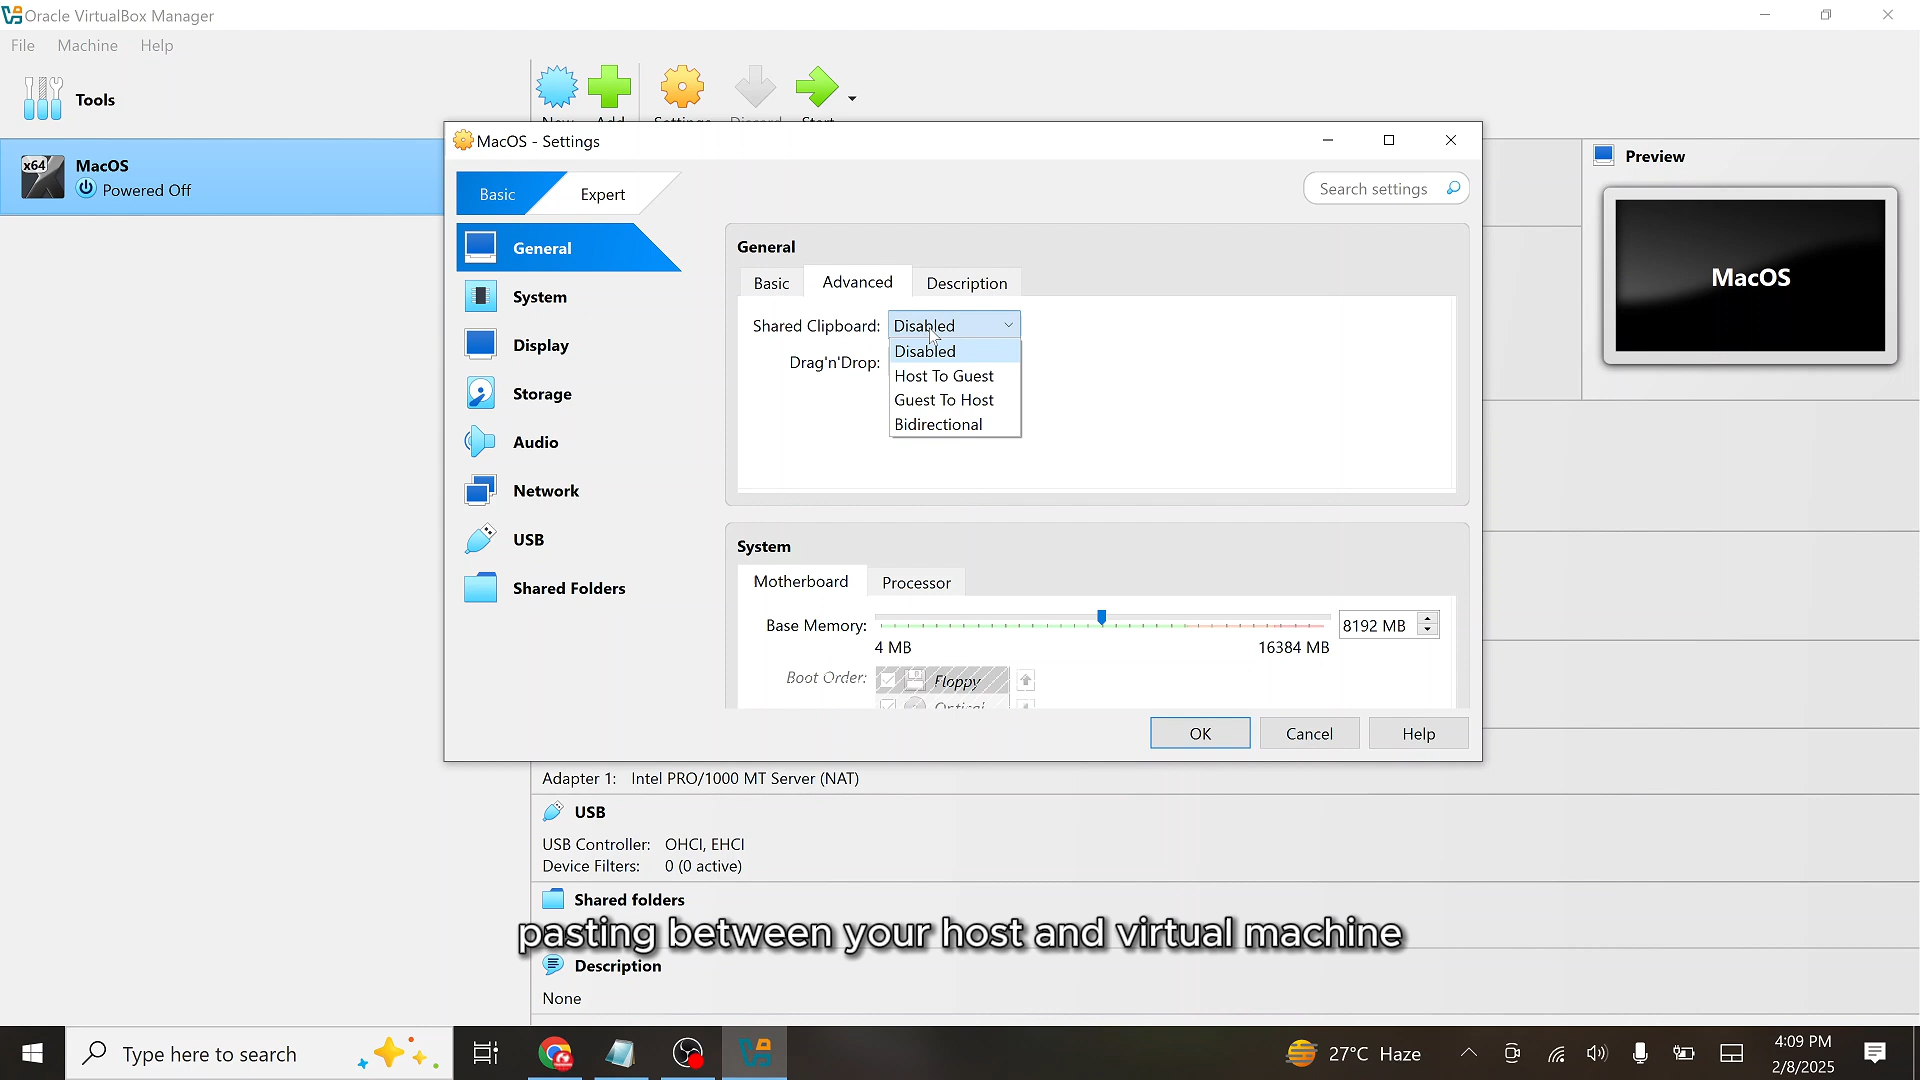 Oracle VirtualBox Manager
File Machine Help
Tools
MacOS - Settings
x64
MacOS
Powered Off
Preview
MacOS
Basic Expert
Search settings
General
System
Display
Storage
Audio
Network
USB
Shared Folders
General
Basic Advanced Description
Shared Clipboard: Disabled
Disabled
Drag'n'Drop:
Host To Guest
Guest To Host
Bidirectional
System
Motherboard Processor
Base Memory: 8192 MB
4 MB 16384 MB
Boot Order: Floppy
Optical
OK Cancel Help
Adapter 1: Intel PRO/1000 MT Server (NAT)
USB
USB Controller: OHCI, EHCI
Device Filters: 0 (0 active)
Shared folders
pasting between your host and virtual machine
Description
None
Type here to search
27°C Haze
4:09 PM
2/8/2025